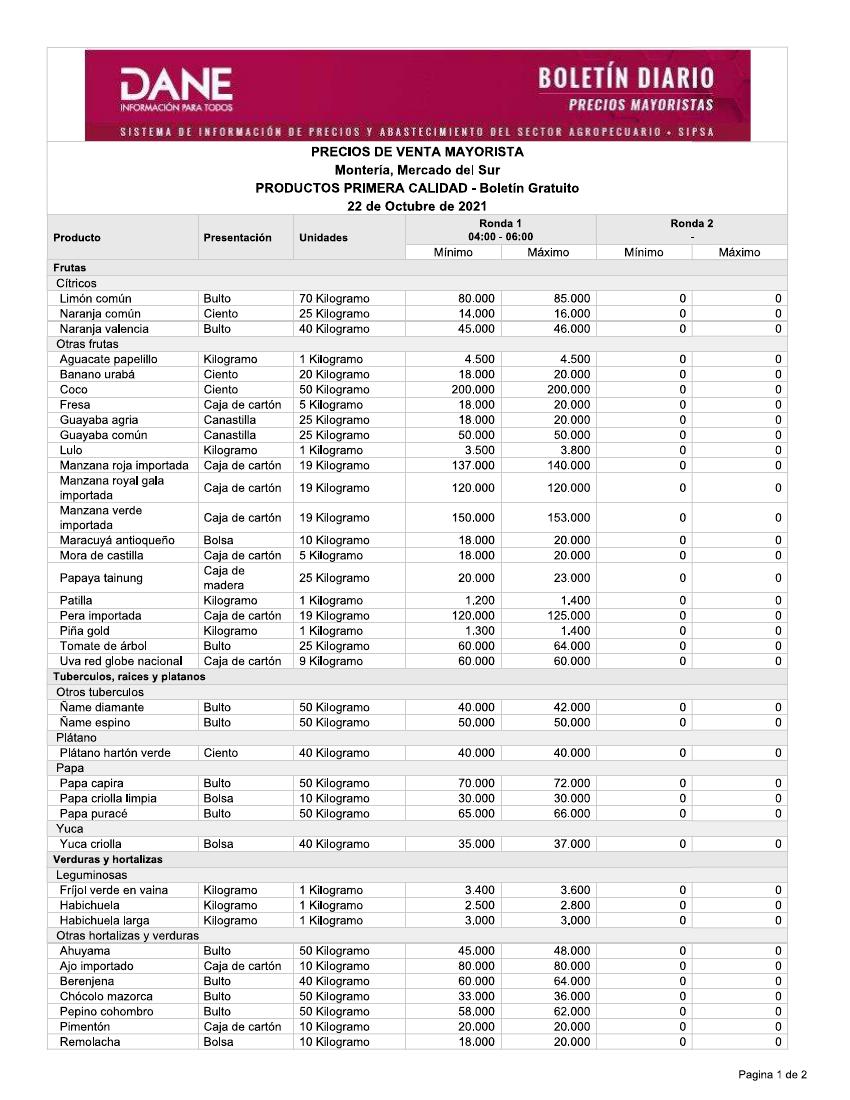 DANE
INFORMACIÓN PARA TODOS
BOLETÍN DIARIO
PRECIOS MAYORISTAS
SISTEMA DE INFORMACIÓN DE PRECIOS Y ABASTECIMIENTO DEL SECTOR AGROPECUARIO • SIPSA
PRECIOS DE VENTA MAYORISTA
Montería, Mercado del Sur
PRODUCTOS PRIMERA CALIDAD - Boletín Gratuito
22 de Octubre de 2021
Producto Presentación Unidades Ronda 1 Ronda 2
04:00 - 06:00 -
Mínimo Máximo Mínimo Máximo
Frutas
Cítricos
Limón común Bulto 70 Kilogramo 80.000 85.000 0 0
Naranja común Ciento 25 Kilogramo 14.000 16.000 0 0
Naranja valencia Bulto 40 Kilogramo 45.000 46.000 0 0
Otras frutas
Aguacate papelillo Kilogramo 1 Kilogramo 4.500 4.500 0 0
Banano urabá Ciento 20 Kilogramo 18.000 20.000 0 0
Coco Ciento 50 Kilogramo 200.000 200.000 0 0
Fresa Caja de cartón 5 Kilogramo 18.000 20.000 0 0
Guayaba agria Canastilla 25 Kilogramo 18.000 20.000 0 0
Guayaba común Canastilla 25 Kilogramo 50.000 50.000 0 0
Lulo Kilogramo 1 Kilogramo 3.500 3.800 0 0
Manzana roja importada Caja de cartón 19 Kilogramo 137.000 140.000 0 0
Manzana royal gala
importada Caja de cartón 19 Kilogramo 120.000 120.000 0 0
Manzana verde
importada Caja de cartón 19 Kilogramo 150.000 153.000 0 0
Maracuyá antioqueño Bolsa 10 Kilogramo 18.000 20.000 0 0
Mora de castilla Caja de cartón 5 Kilogramo 18.000 20.000 0 0
Papaya tainung Caja de
madera 25 Kilogramo 20.000 23.000 0 0
Patilla Kilogramo 1 Kilogramo 1.200 1.400 0 0
Pera importada Caja de cartón 19 Kilogramo 120.000 125.000 0 0
Piña gold Kilogramo 1 Kilogramo 1.300 1.400 0 0
Tomate de árbol Bulto 25 Kilogramo 60.000 64.000 0 0
Uva red globe nacional Caja de cartón 9 Kilogramo 60.000 60.000 0 0
Tuberculos, raices y platanos
Otros tuberculos
Ñame diamante Bulto 50 Kilogramo 40.000 42.000 0 0
Ñame espino Bulto 50 Kilogramo 50.000 50.000 0 0
Plátano
Plátano hartón verde Ciento 40 Kilogramo 40.000 40.000 0 0
Papa
Papa capira Bulto 50 Kilogramo 70.000 72.000 0 0
Papa criolla limpia Bolsa 10 Kilogramo 30.000 30.000 0 0
Papa puracé Bulto 50 Kilogramo 65.000 66.000 0 0
Yuca
Yuca criolla Bolsa 40 Kilogramo 35.000 37.000 0 0
Verduras y hortalizas
Leguminosas
Fríjol verde en vaina Kilogramo 1 Kilogramo 3.400 3.600 0 0
Habichuela Kilogramo 1 Kilogramo 2.500 2.800 0 0
Habichuela larga Kilogramo 1 Kilogramo 3.000 3.000 0 0
Otras hortalizas y verduras
Ahuyama Bulto 50 Kilogramo 45.000 48.000 0 0
Ajo importado Caja de cartón 10 Kilogramo 80.000 80.000 0 0
Berenjena Bulto 40 Kilogramo 60.000 64.000 0 0
Chócolo mazorca Bulto 50 Kilogramo 33.000 36.000 0 0
Pepino cohombro Bulto 50 Kilogramo 58.000 62.000 0 0
Pimentón Caja de cartón 10 Kilogramo 20.000 20.000 0 0
Remolacha Bolsa 10 Kilogramo 18.000 20.000 0 0
Pagina 1 de 2